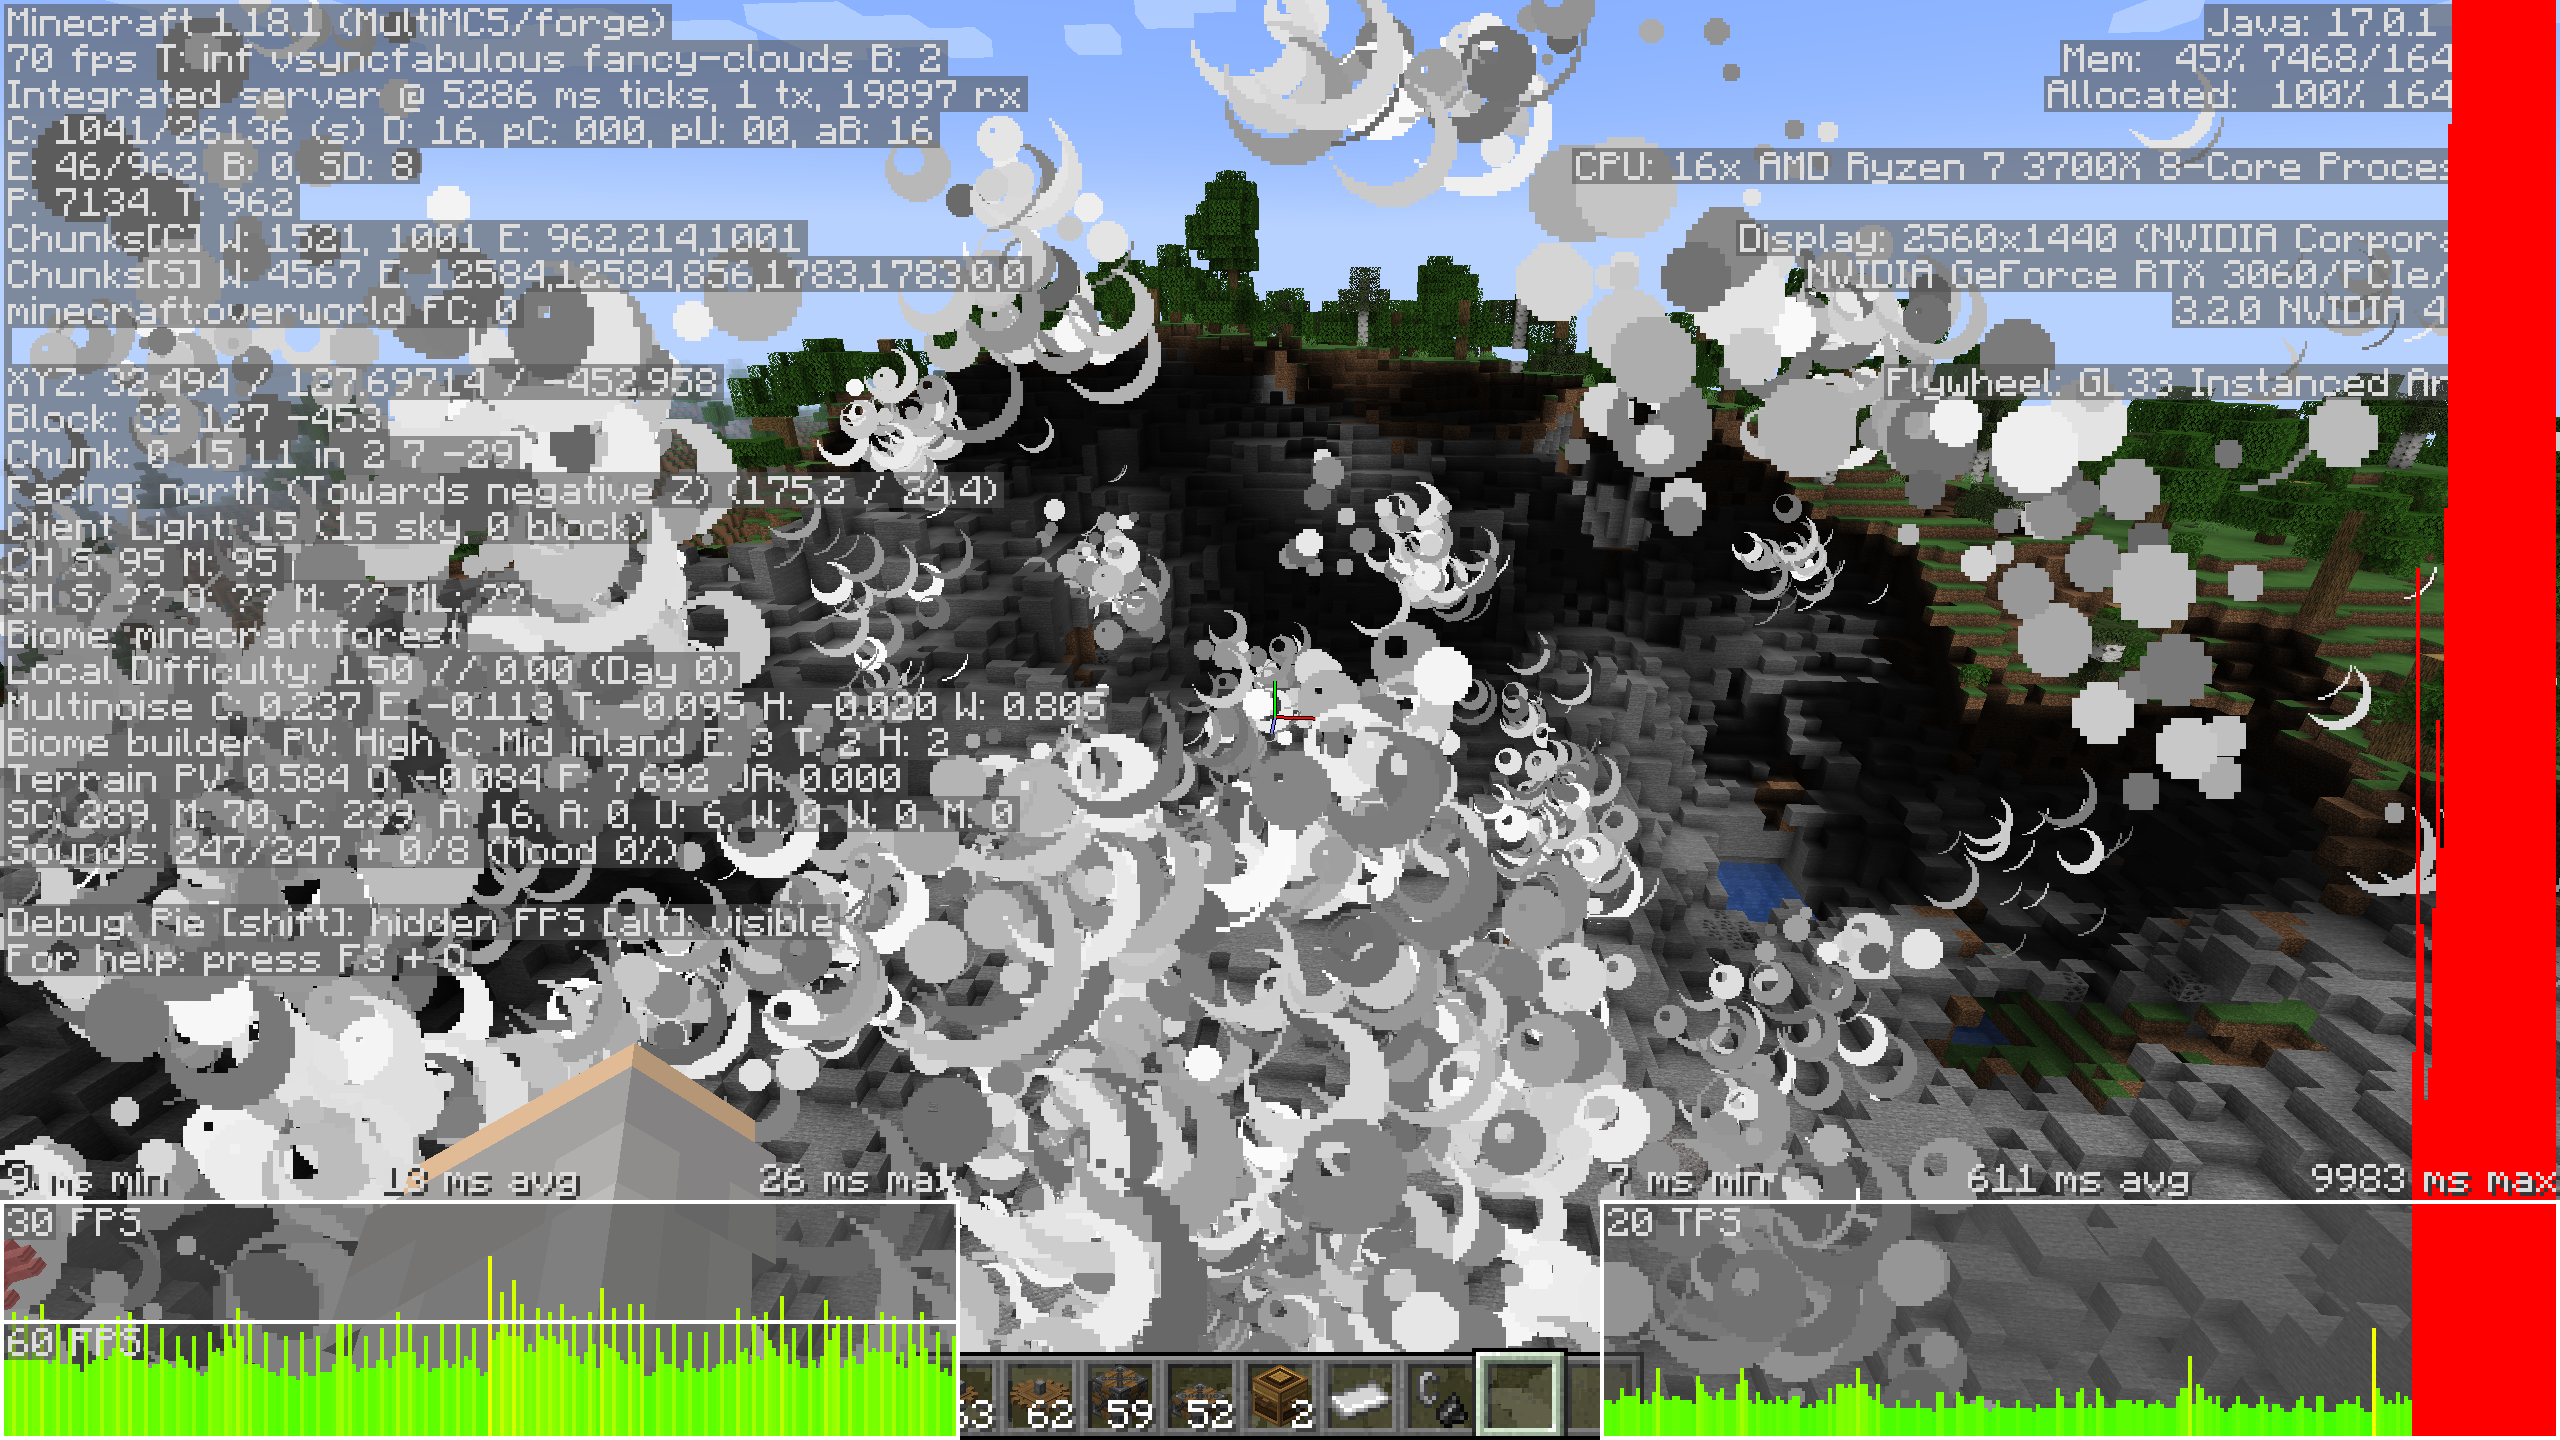 Minecraft 1.18.1 (MultiMC5/forge)
70 fps T: inf vsyncfabulous fancy-clouds B: 2
Integrated server @ 5286 ms ticks, 1 tx, 19897 rx
C: 1041/26136 (s) D: 16, pC: 000, pU: 00, aB: 16
E: 46/962, B: 0, SD: 8
P: 7134. T: 962
Chunks[C] W: 1521, 1001 E: 962,214,1001
Chunks[S] W: 4567 E: 12584,12584,856,1783,1783,0,0
minecraft:overworld FC: 0
XYZ: 32.494 / 127.69714 / -452.958
Block: 32 127 -453
Chunk: 0 15 11 in 2 7 -29
Facing: north (Towards negative Z) (175.2 / 24.4)
Client Light: 15 (15 sky, 0 block)
CH S: 95 M: 95
SH S: ?? O: ?? M: ?? ML: ??
Biome: minecraft:forest
Local Difficulty: 1.50 // 0.00 (Day 0)
Multinoise C: 0.237 E: -0.113 T: -0.095 H: -0.020 W: 0.805
Biome builder PV: High C: Mid inland E: 3 T: 2 H: 2
Terrain PV: 0.584 O: -0.084 F: 7.692 JA: 0.000
SC: 289, M: 70, C: 239, A: 16, A: 0, U: 6, W: 0, W: 0, M: 0
Sounds: 247/247 + 0/8 (Mood 0%)
Debug: Pie [shift]: hidden FPS [alt]: visible
For help: press F3 + Q
Java: 17.0.1
Mem: 45% 7468/164
Allocated: 100% 164
CPU: 16x AMD Ryzen 7 3700X 8-Core Proces
Display: 2560x1440 (NVIDIA Corpora
NVIDIA GeForce RTX 3060/PCIe/
3.2.0 NVIDIA 4
Flywheel: GL33 Instanced Ar
9 ms min
ms avg
26 ms max
30 FPS
60 FPS
7 ms min
611 ms avg
9983 ms max
20 TPS
62
59
52
2